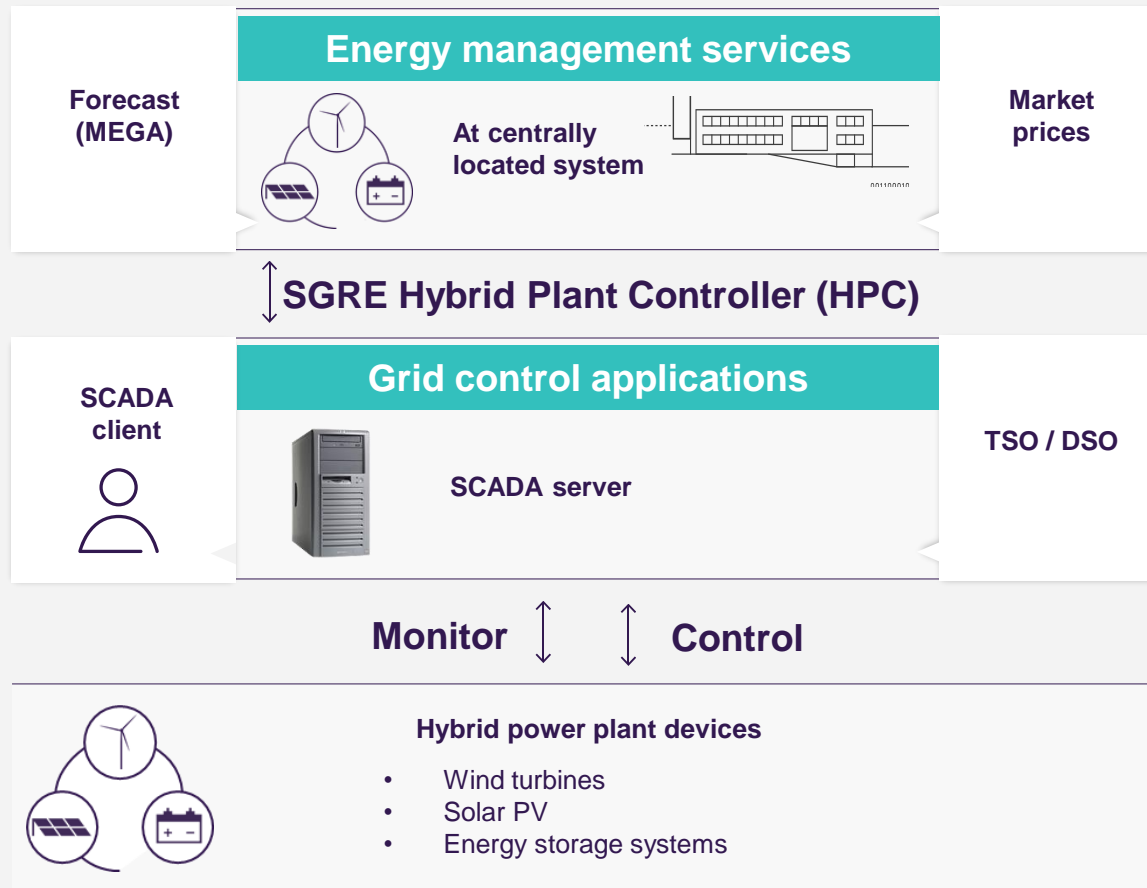 Energy management services
Forecast
(MEGA)
At centrally
located system
001100010
Market
prices
SGRE Hybrid Plant Controller (HPC)
SCADA
client
Grid control applications
SCADA server
TSO / DSO
Monitor
Control
Hybrid power plant devices
• Wind turbines
• Solar PV
• Energy storage systems